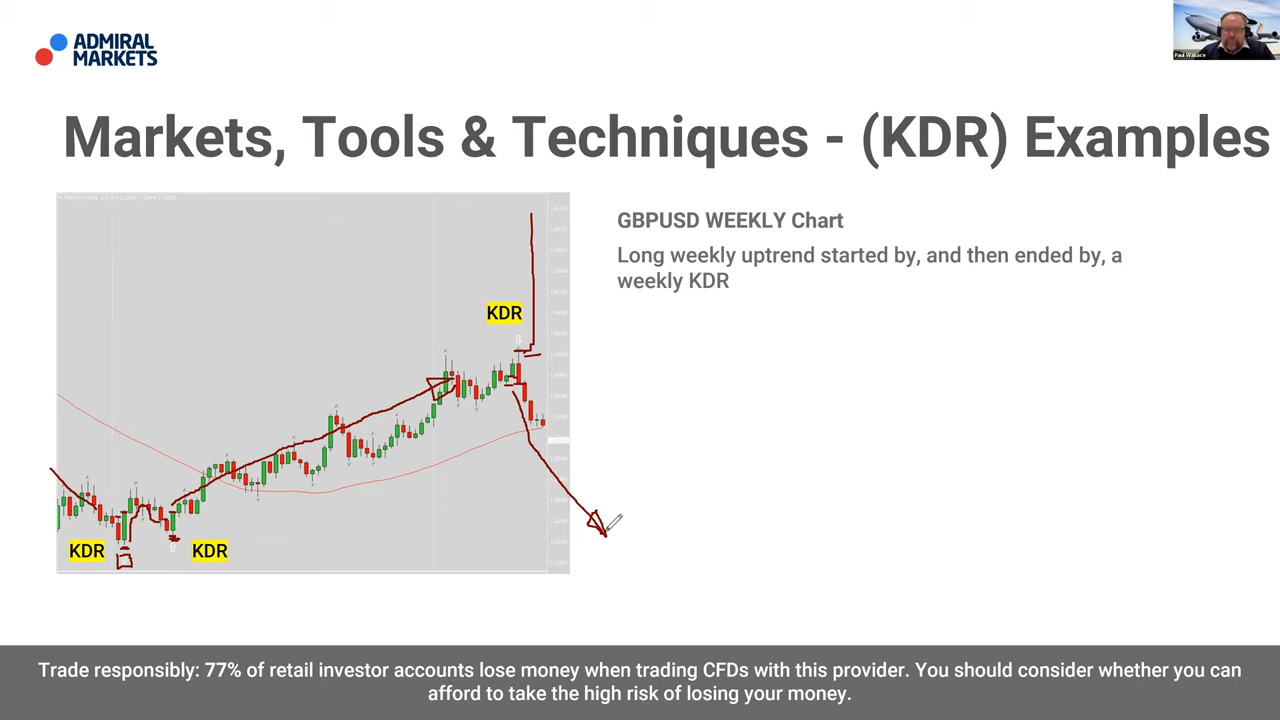 ADMIRAL
MARKETS
Paul Wallace
Markets, Tools & Techniques - (KDR) Examples
GBPUSD WEEKLY Chart
Long weekly uptrend started by, and then ended by, a
weekly KDR
KDR
KDR
KDR
Trade responsibly: 77% of retail investor accounts lose money when trading CFDs with this provider. You should consider whether you can
afford to take the high risk of losing your money.